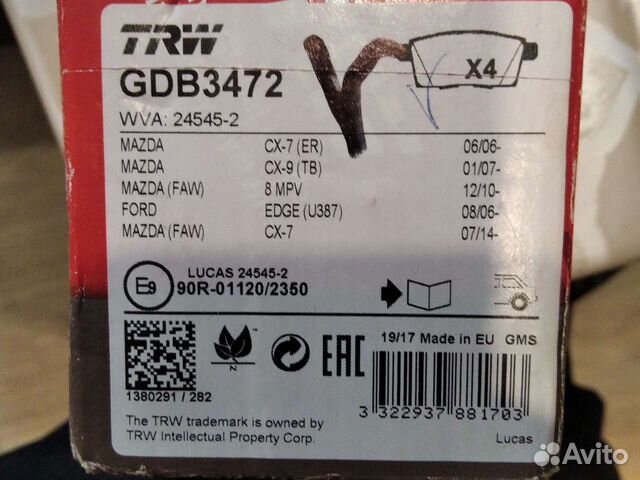 TRW
GDB3472
X4
WVA: 24545-2
MAZDA CX-7 (ER) 06/06-
MAZDA CX-9 (TB) 01/07-
MAZDA (FAW) 8 MPV 12/10-
FORD EDGE (U387) 08/06-
MAZDA (FAW) CX-7 07/14-
LUCAS 24545-2
E9 90R-01120/2350
19/17 Made in EU GMS
N
EAC
1380291 / 282
3 322937 881703
The TRW trademark is owned by
TRW Intellectual Property Corp.
Lucas
Avito